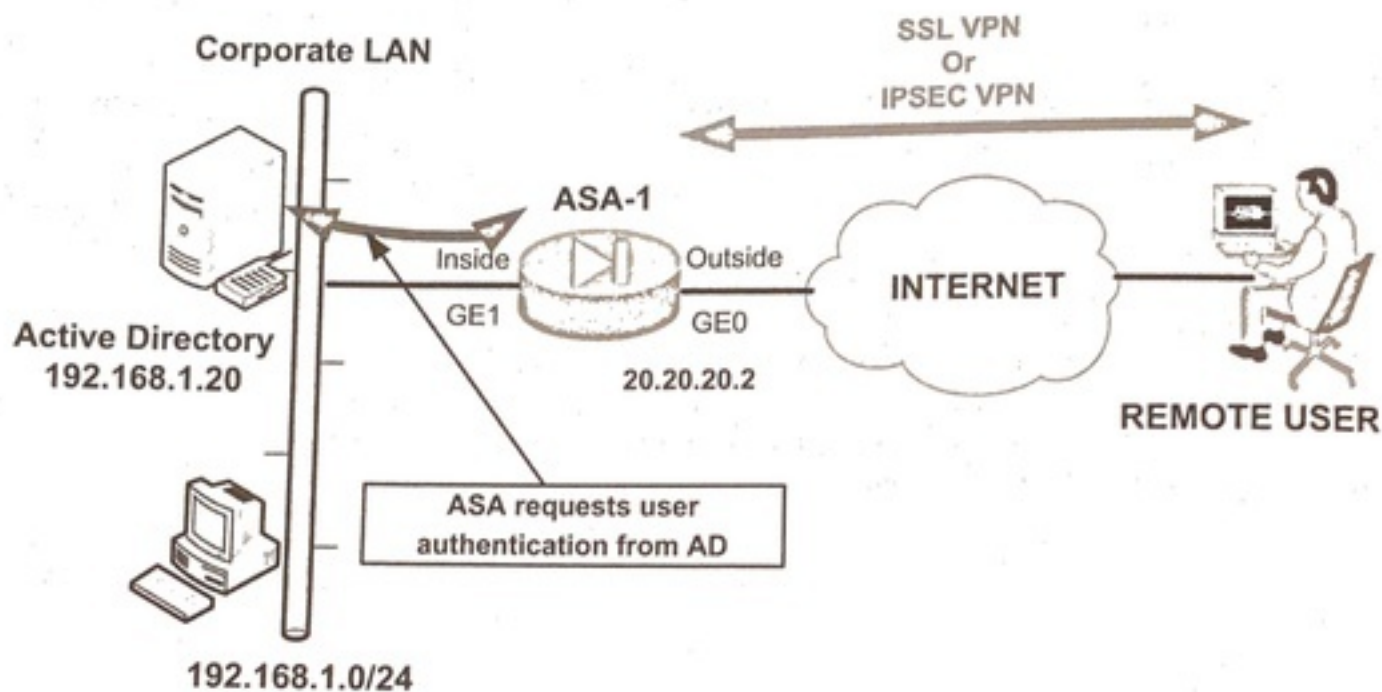 Corporate LAN
SSL VPN
Or
IPSEC VPN
ASA-1
Inside
Outside
GE1
GE0
INTERNET
Active Directory
192.168.1.20
20.20.20.2
REMOTE USER
ASA requests user
authentication from AD
192.168.1.0/24